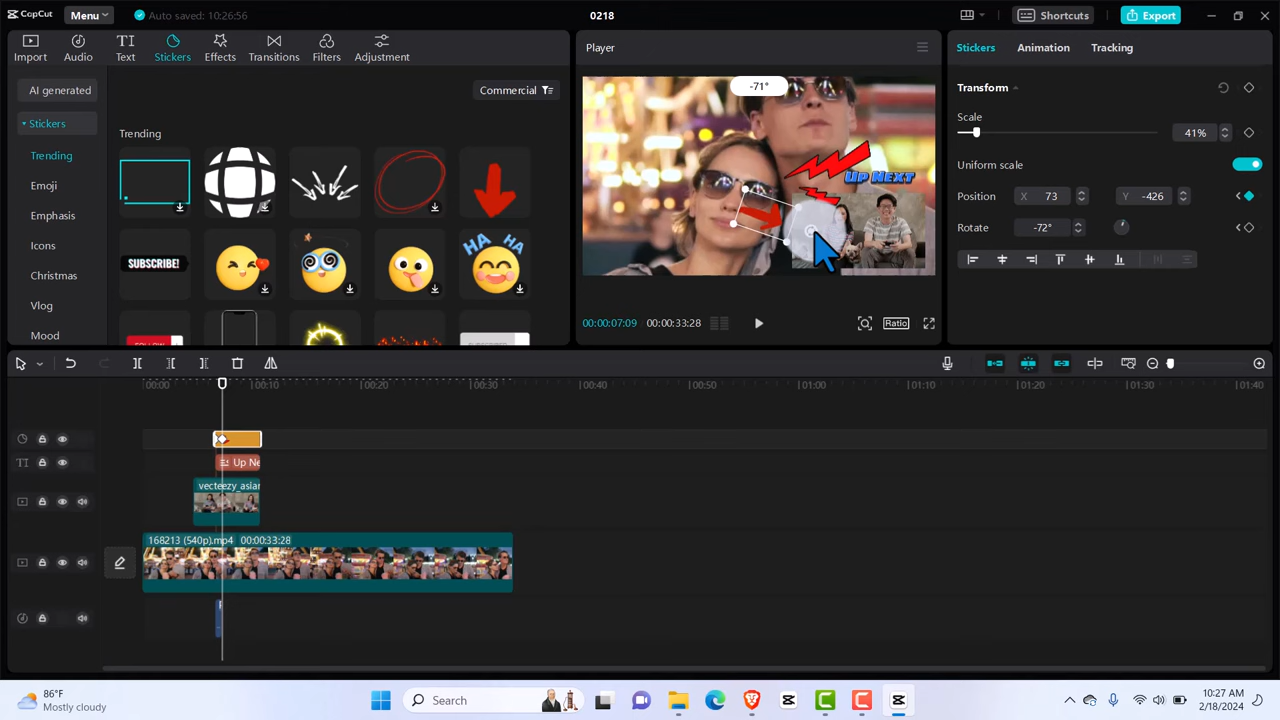 CapCut
Menu
Auto saved: 10:26:56
0218
Shortcuts
Export
Import
Audio
Text
Stickers
Effects
Transitions
Filters
Adjustment
AI generated
Stickers
Trending
Emoji
Emphasis
Icons
Christmas
Vlog
Mood
Commercial
Trending
SUBSCRIBE!
HA HA
Player
-71°
UP NEXT
00:00:07:09
00:00:33:28
Ratio
Stickers
Animation
Tracking
Transform
Scale
41%
Uniform scale
Position
X 73
Y -426
Rotate
-72°
00:00
00:10
00:20
00:30
00:40
00:50
01:00
01:10
01:20
01:30
01:40
TI
Up Ne
vecteezy_asian
168213 (540p).mp4 00:00:33:28
86°F
Mostly cloudy
Search
10:27 AM
2/18/2024